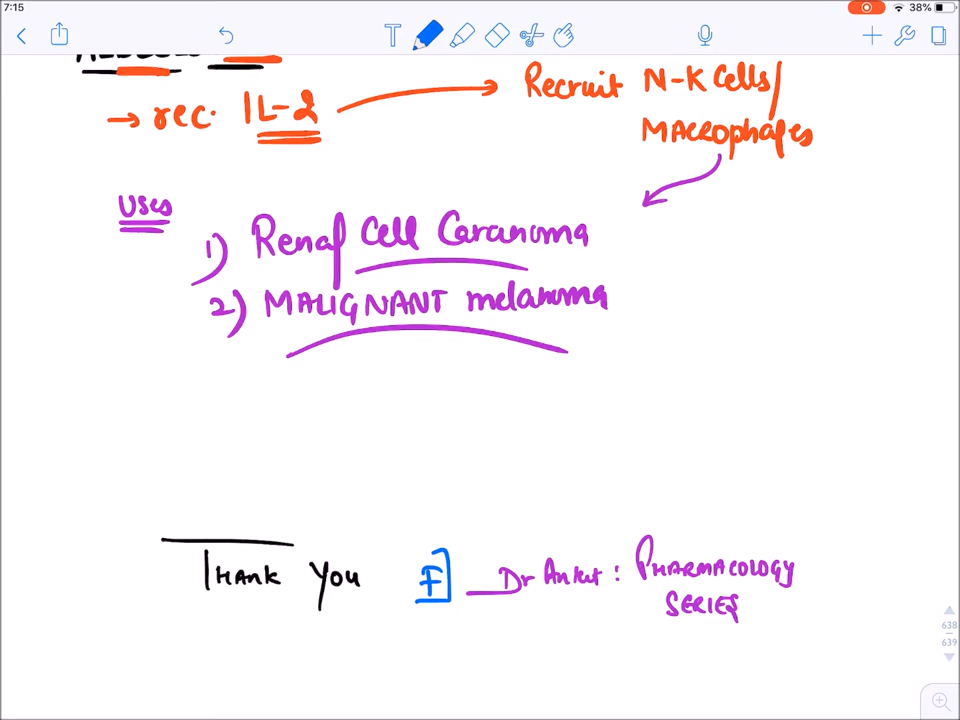 7:15
38%
T
→ rec. IL-2 → Recruit N-K Cells/
MACROphages
Uses
1) Renal Cell Caranoma
2) MALIGNANT melanoma
THANK YOU
F
Dr Ankit : PHARMACOLOGY
SERIES
638
639